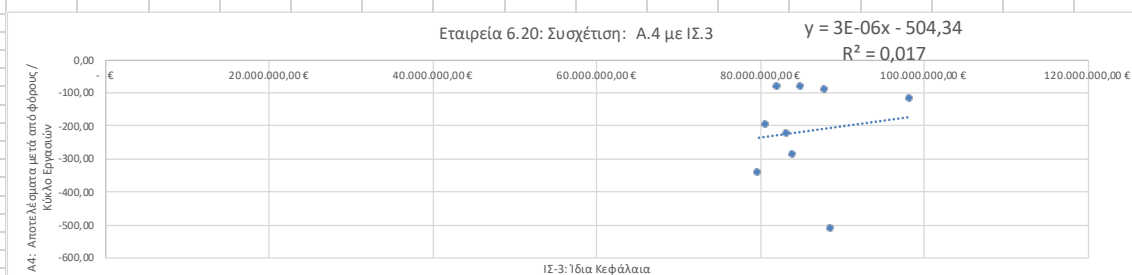 Εταιρεία 6.20: Συσχέτιση: Α.4 με ΙΣ.3
y = 3E-06x - 504,34
R² = 0,017
0,00
-100,00
-200,00
-300,00
-400,00
-500,00
-600,00
- €
20.000.000,00 €
40.000.000,00 €
60.000.000,00 €
80.000.000,00 €
100.000.000,00 €
120.000.000,00 €
Α4: Αποτελέσματα μετά από φόρους /
Κύκλο Εργασιών
ΙΣ-3: Ίδια Κεφάλαια